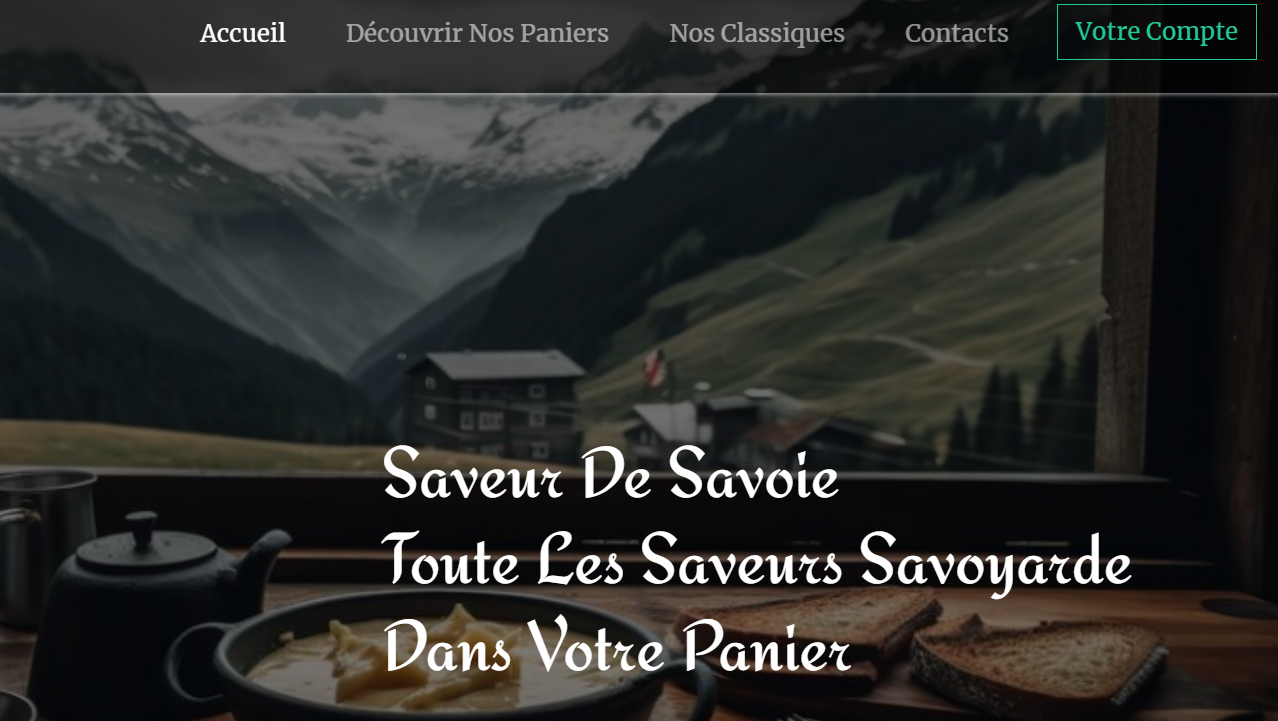 Accueil Découvrir Nos Paniers Nos Classiques Contacts Votre Compte
Saveur De Savoie
Toute Les Saveurs Savoyarde
Dans Votre Panier